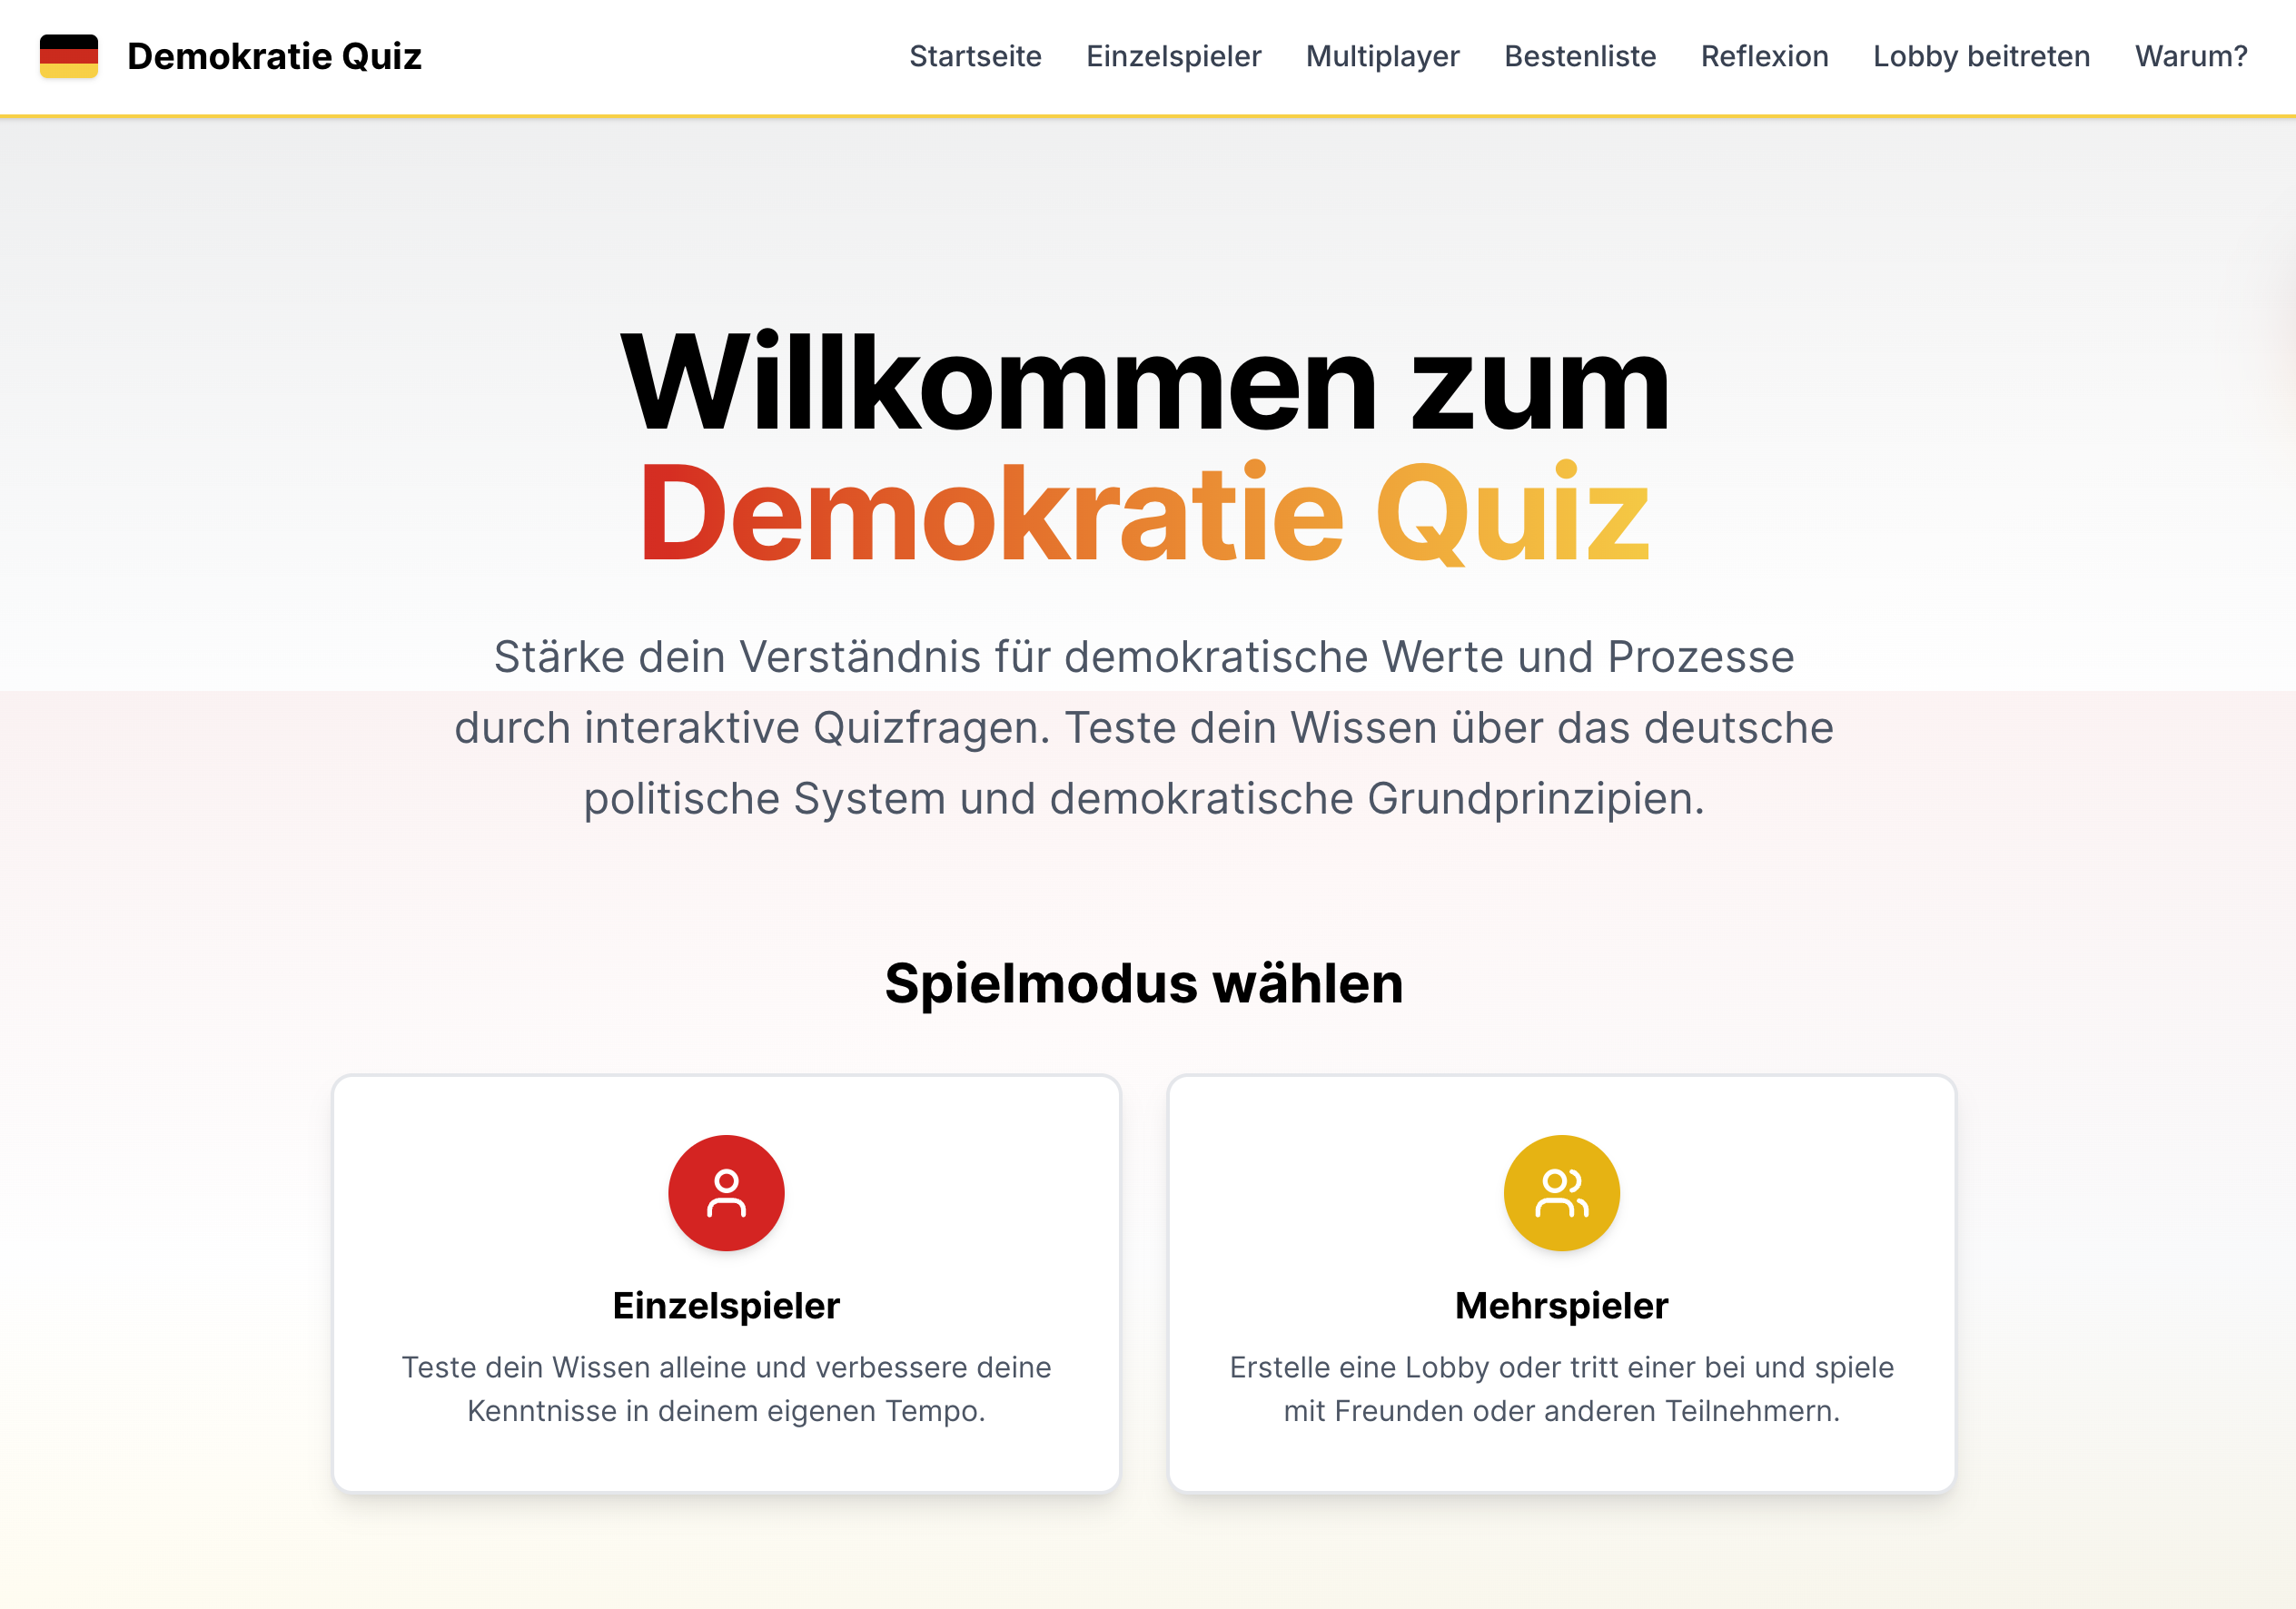 Demokratie Quiz
Startseite Einzelspieler Multiplayer Bestenliste Reflexion Lobby beitreten Warum?
Willkommen zum
Demokratie Quiz
Stärke dein Verständnis für demokratische Werte und Prozesse
durch interaktive Quizfragen. Teste dein Wissen über das deutsche
politische System und demokratische Grundprinzipien.
Spielmodus wählen
Einzelspieler
Teste dein Wissen alleine und verbessere deine
Kenntnisse in deinem eigenen Tempo.
Mehrspieler
Erstelle eine Lobby oder tritt einer bei und spiele
mit Freunden oder anderen Teilnehmern.